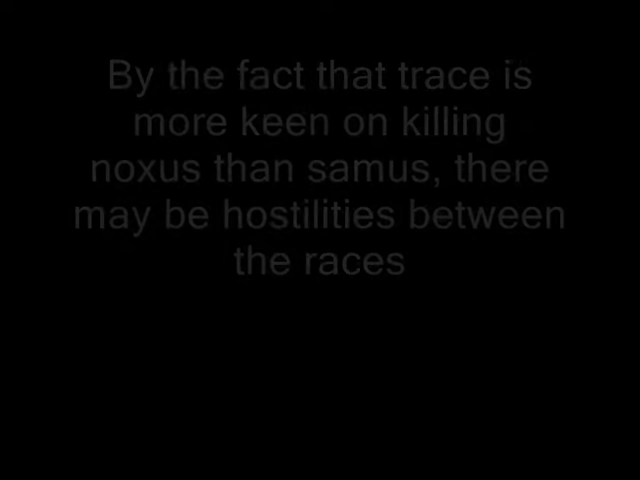 By the fact that trace is
more keen on killing
noxus than samus, there
may be hostilities between
the races